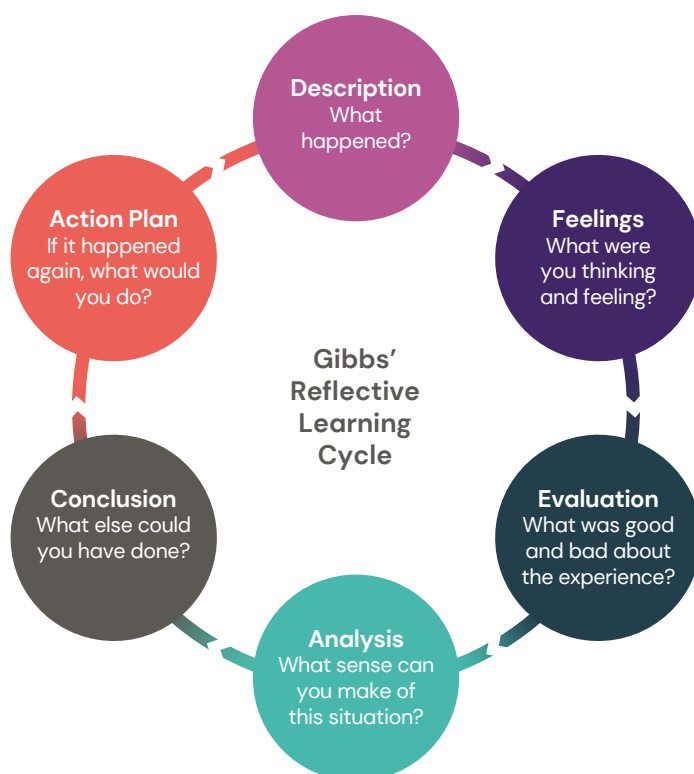 Description
What
happened?
Feelings
What were
you thinking
and feeling?
Evaluation
What was good
and bad about
the experience?
Analysis
What sense can
you make of
this situation?
Conclusion
What else could
you have done?
Action Plan
If it happened
again, what would
you do?
Gibbs’
Reflective
Learning
Cycle